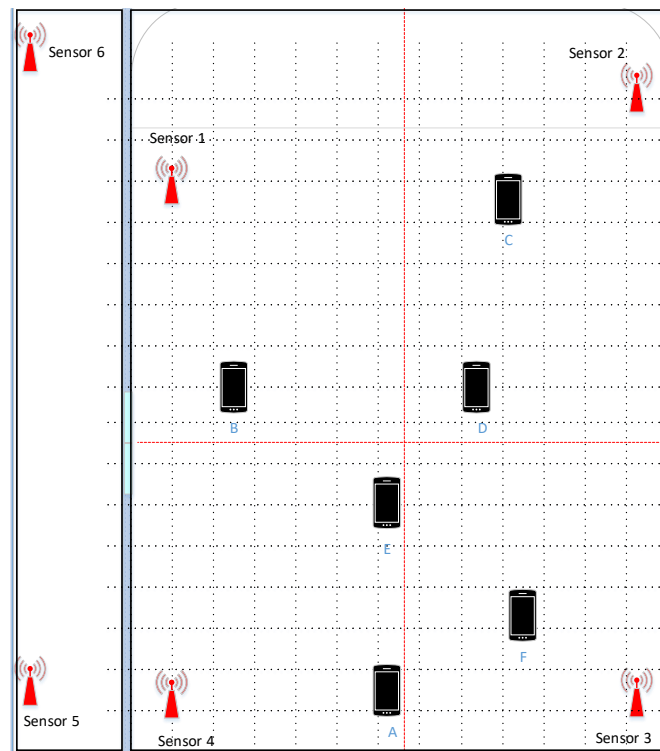 Sensor 6
Sensor 2
Sensor 1
C
B
D
E
F
Sensor 5
Sensor 4
A
Sensor 3